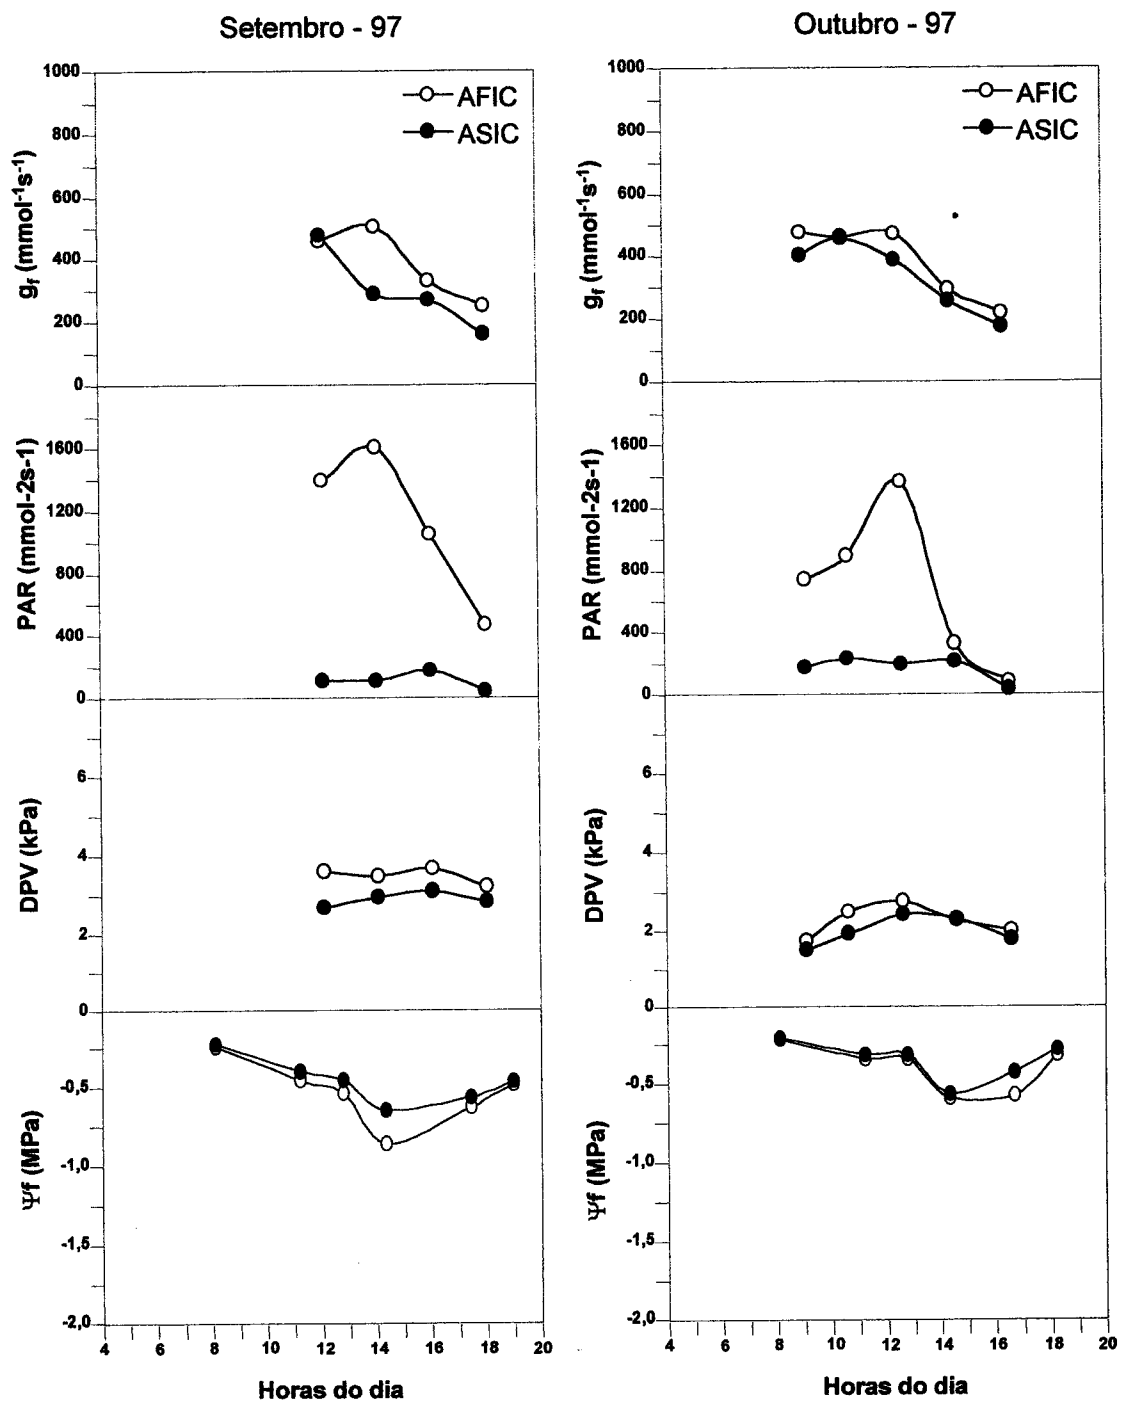 Setembro - 97
1000
800
600
400
200
0
gf (mmol-1s-1)
AFIC
ASIC
1600
1200
800
400
0
PAR (mmol-2s-1)
6
4
2
0
DPV (kPa)
-0,5
-1,0
-1,5
-2,0
Ψf (MPa)
4 6 8 10 12 14 16 18 20
Horas do dia
Outubro - 97
1000
800
600
400
200
0
gf (mmol-1s-1)
AFIC
ASIC
1600
1200
800
400
0
PAR (mmol-2s-1)
6
4
2
0
DPV (kPa)
-0,5
-1,0
-1,5
-2,0
Ψf (MPa)
4 6 8 10 12 14 16 18 20
Horas do dia